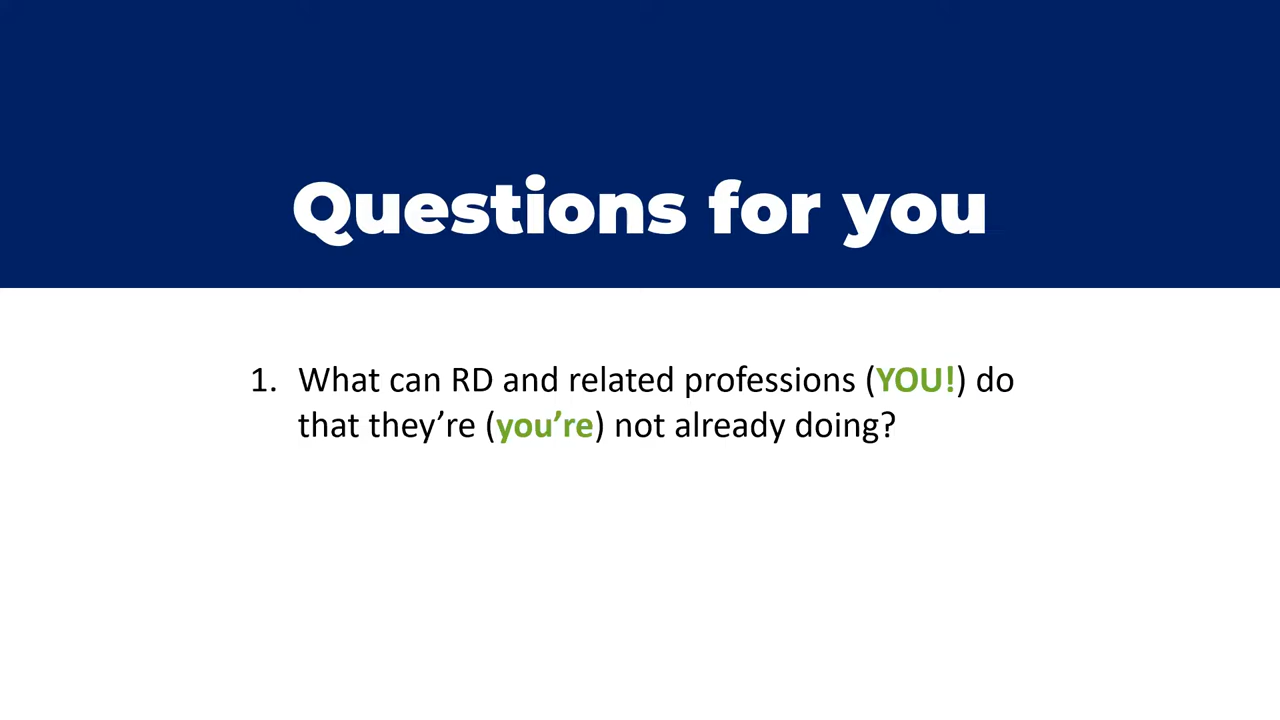 Questions for you
1. What can RD and related professions (YOU!) do
that they’re (you’re) not already doing?